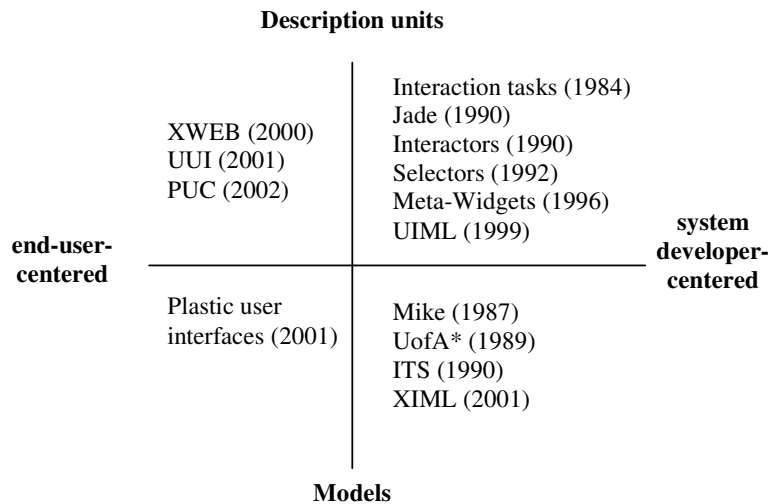 Description units
XWEB (2000)
UUI (2001)
PUC (2002)
Interaction tasks (1984)
Jade (1990)
Interactors (1990)
Selectors (1992)
Meta-Widgets (1996)
UIML (1999)
end-user-
centered
system
developer-
centered
Plastic user
interfaces (2001)
Mike (1987)
UofA* (1989)
ITS (1990)
XIML (2001)
Models